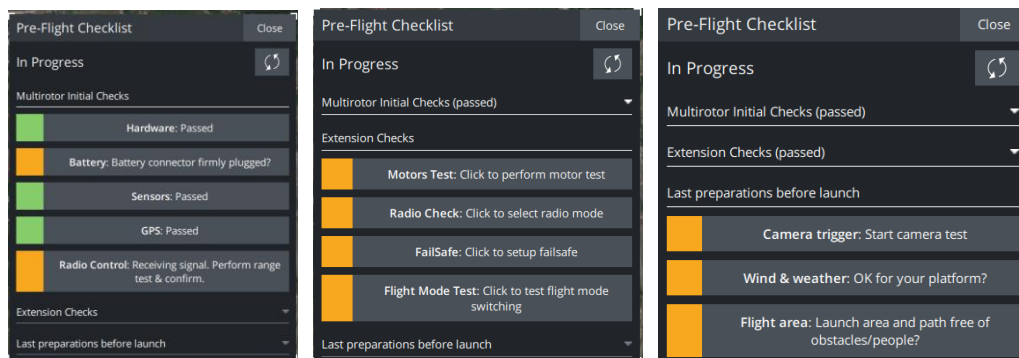 Pre-Flight Checklist
Close
In Progress
Multirotor Initial Checks
Hardware: Passed
Battery: Battery connector firmly plugged?
Sensors: Passed
GPS: Passed
Radio Control: Receiving signal. Perform range
test & confirm.
Extension Checks
Last preparations before launch
Pre-Flight Checklist
Close
In Progress
Multirotor Initial Checks (passed)
Extension Checks
Motors Test: Click to perform motor test
Radio Check: Click to select radio mode
FailSafe: Click to setup failsafe
Flight Mode Test: Click to test flight mode
switching
Last preparations before launch
Pre-Flight Checklist
Close
In Progress
Multirotor Initial Checks (passed)
Extension Checks (passed)
Last preparations before launch
Camera trigger: Start camera test
Wind & weather: OK for your platform?
Flight area: Launch area and path free of
obstacles/people?